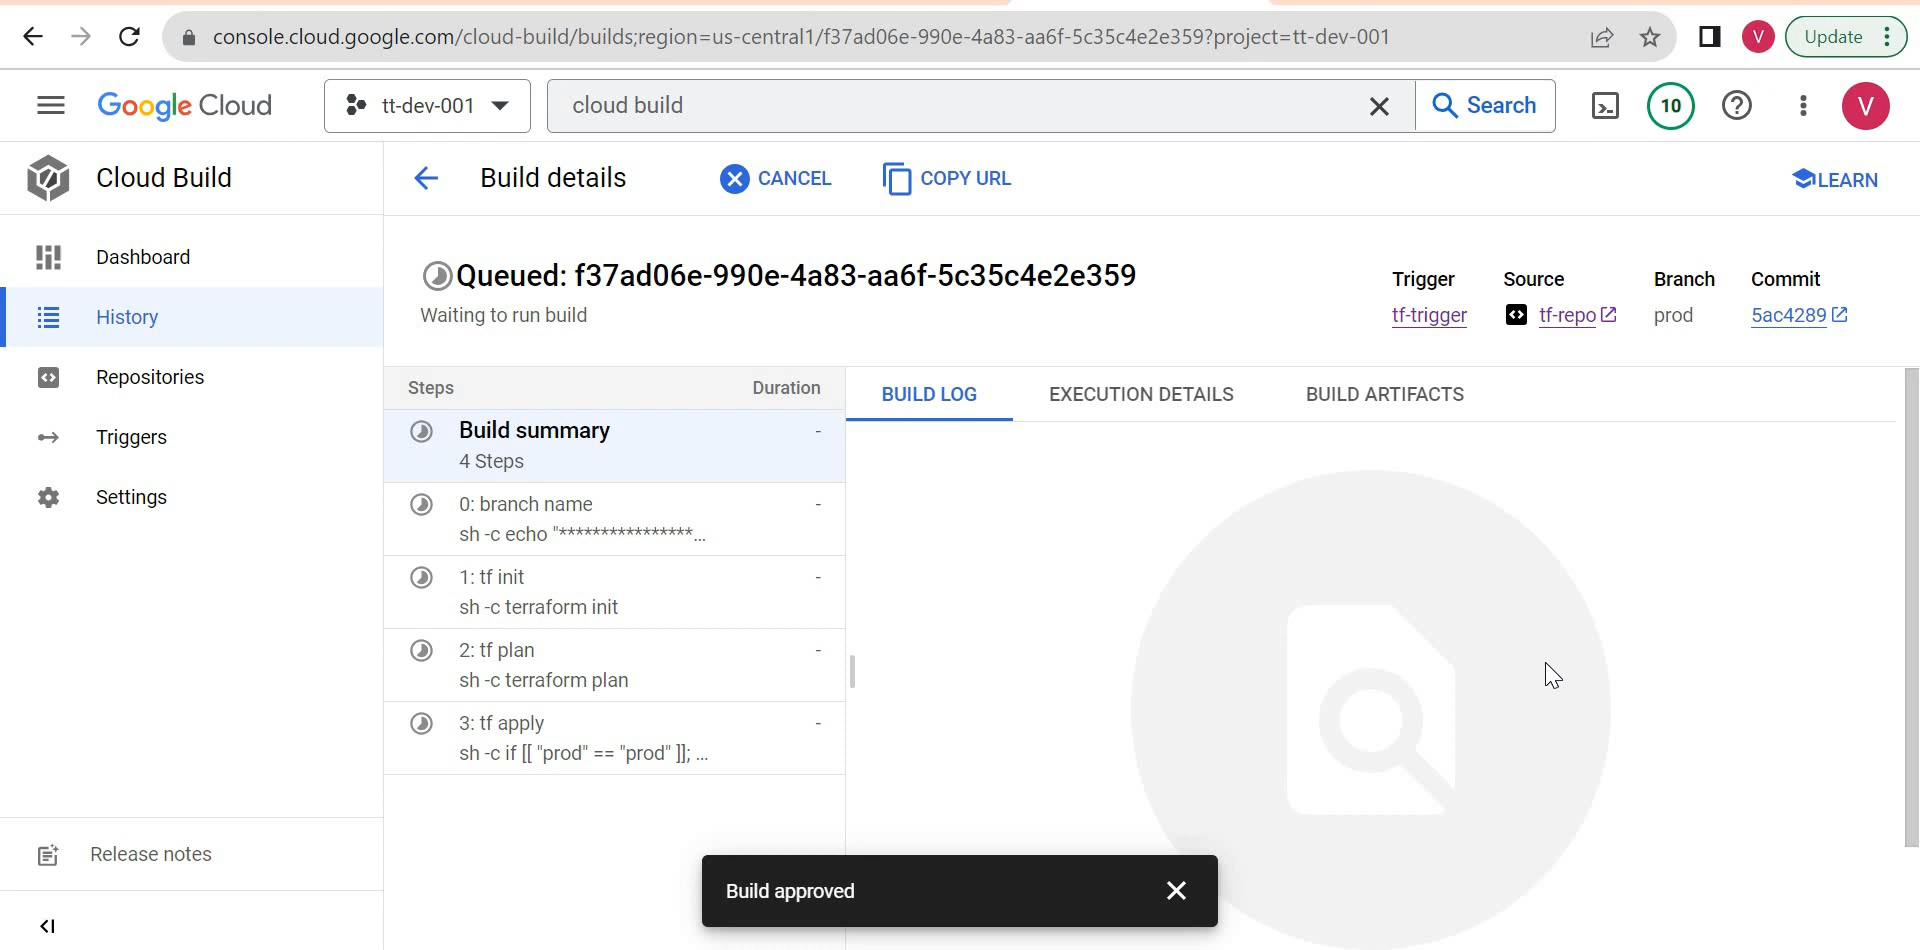 console.cloud.google.com/cloud-build/builds;region=us-central1/f37ad06e-990e-4a83-aa6f-5c35c4e2e359?project=tt-dev-001
V
Update
Google Cloud
tt-dev-001
cloud build
Search
10
V
Cloud Build
Build details
CANCEL
COPY URL
LEARN
Dashboard
History
Repositories
Triggers
Settings
Release notes
Queued: f37ad06e-990e-4a83-aa6f-5c35c4e2e359
Waiting to run build
Trigger Source Branch Commit
tf-trigger tf-repo prod 5ac4289
Steps Duration
Build summary -
4 Steps
0: branch name -
sh -c echo "****************...
1: tf init -
sh -c terraform init
2: tf plan -
sh -c terraform plan
3: tf apply -
sh -c if [[ "prod" == "prod" ]]; ...
BUILD LOG EXECUTION DETAILS BUILD ARTIFACTS
Build approved